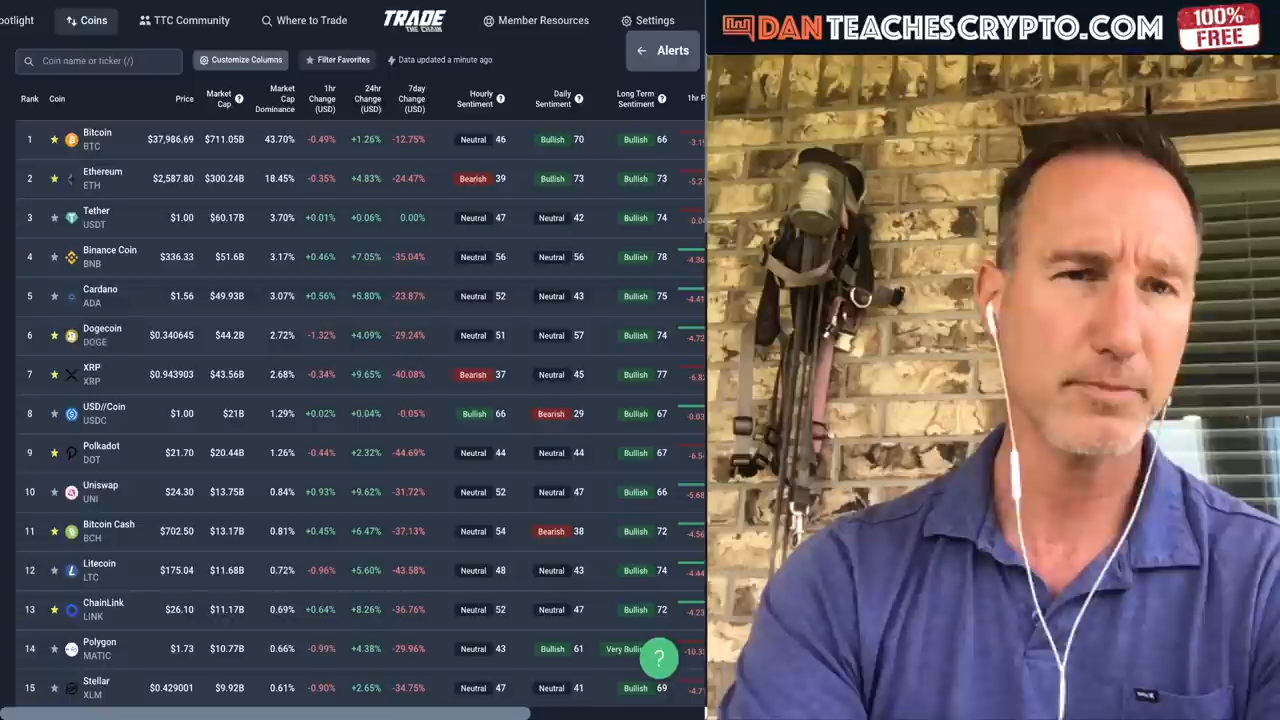 potlight Coins TTC Community Where to Trade TRADE THE CHAIN Member Resources Settings
Coin name or ticker (/) Customize Columns Filter Favorites Data updated a minute ago Alerts
Rank Coin Price Market Cap Market Cap Dominance 1hr Change (USD) 24hr Change (USD) 7day Change (USD) Hourly Sentiment Daily Sentiment Long Term Sentiment 1hr P
1 Bitcoin BTC $37,986.69 $711.05B 43.70% -0.49% +1.26% -12.75% Neutral 46 Bullish 70 Bullish 66
2 Ethereum ETH $2,587.80 $300.24B 18.45% -0.35% +4.83% -24.47% Bearish 39 Bullish 73 Bullish 73
3 Tether USDT $1.00 $60.17B 3.70% +0.01% +0.06% 0.00% Neutral 47 Neutral 42 Bullish 74
4 Binance Coin BNB $336.33 $51.6B 3.17% +0.46% +7.05% -35.04% Neutral 56 Neutral 56 Bullish 78 -4.36
5 Cardano ADA $1.56 $49.93B 3.07% +0.56% +5.80% -23.87% Neutral 52 Neutral 43 Bullish 75 -4.41
6 Dogecoin DOGE $0.340645 $44.2B 2.72% -1.32% +4.09% -29.24% Neutral 51 Neutral 57 Bullish 74 -4.72
7 XRP XRP $0.943903 $43.56B 2.68% -0.34% +9.65% -40.08% Bearish 37 Neutral 45 Bullish 77
8 USD//Coin USDC $1.00 $21B 1.29% +0.02% +0.04% -0.05% Bullish 66 Bearish 29 Bullish 67
9 Polkadot DOT $21.70 $20.44B 1.26% -0.44% +2.32% -44.69% Neutral 44 Neutral 44 Bullish 67
10 Uniswap UNI $24.30 $13.75B 0.84% +0.93% +9.62% -31.72% Neutral 52 Neutral 47 Bullish 66
11 Bitcoin Cash BCH $702.50 $13.17B 0.81% +0.45% +6.47% -37.13% Neutral 54 Bearish 38 Bullish 72 -4.56
12 Litecoin LTC $175.04 $11.68B 0.72% -0.96% +5.60% -43.58% Neutral 48 Neutral 43 Bullish 74 -4.44
13 ChainLink LINK $26.10 $11.17B 0.69% +0.64% +8.26% -36.76% Neutral 52 Neutral 47 Bullish 72 -4.23
14 Polygon MATIC $1.73 $10.77B 0.66% -0.99% +4.38% -29.96% Neutral 43 Bullish 61 Very
15 Stellar XLM $0.429001 $9.92B 0.61% -0.90% +2.65% -34.75% Neutral 47 Neutral 41 Bullish 69
DANTEACHESCRYPTO.COM 100% FREE